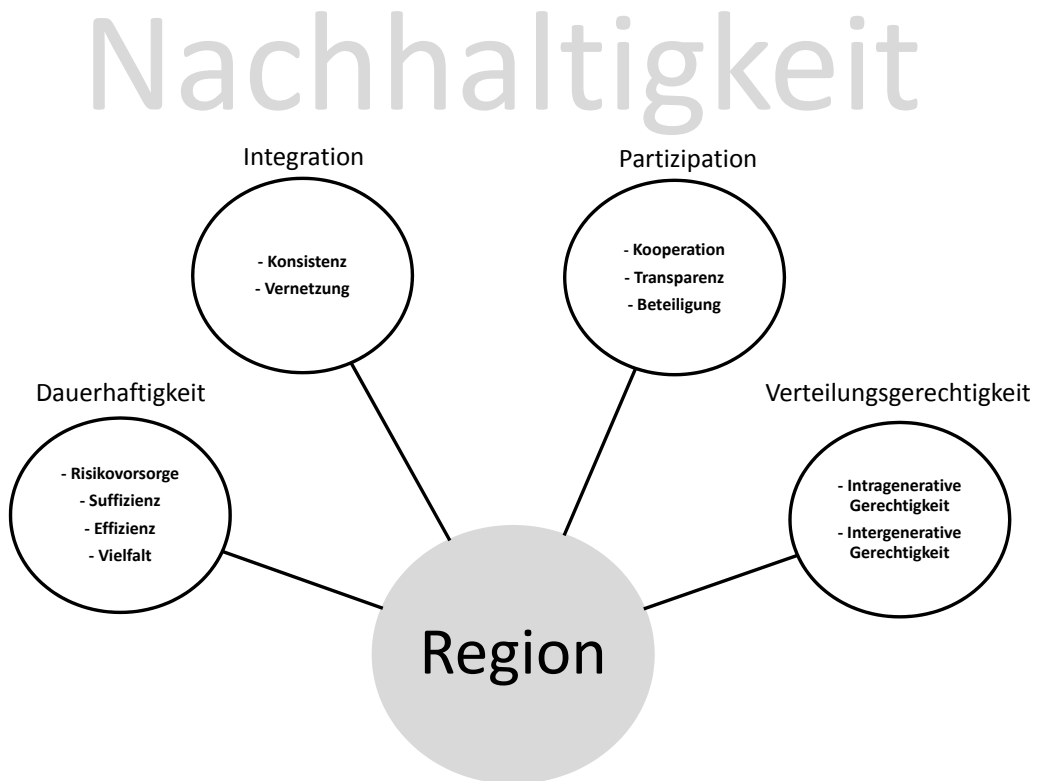 Nachhaltigkeit
Integration
- Konsistenz
- Vernetzung
Partizipation
- Kooperation
- Transparenz
- Beteiligung
Dauerhaftigkeit
- Risikovorsorge
- Suffizienz
- Effizienz
- Vielfalt
Verteilungsgerechtigkeit
- Intragenerative
Gerechtigkeit
- Intergenerative
Gerechtigkeit
Region